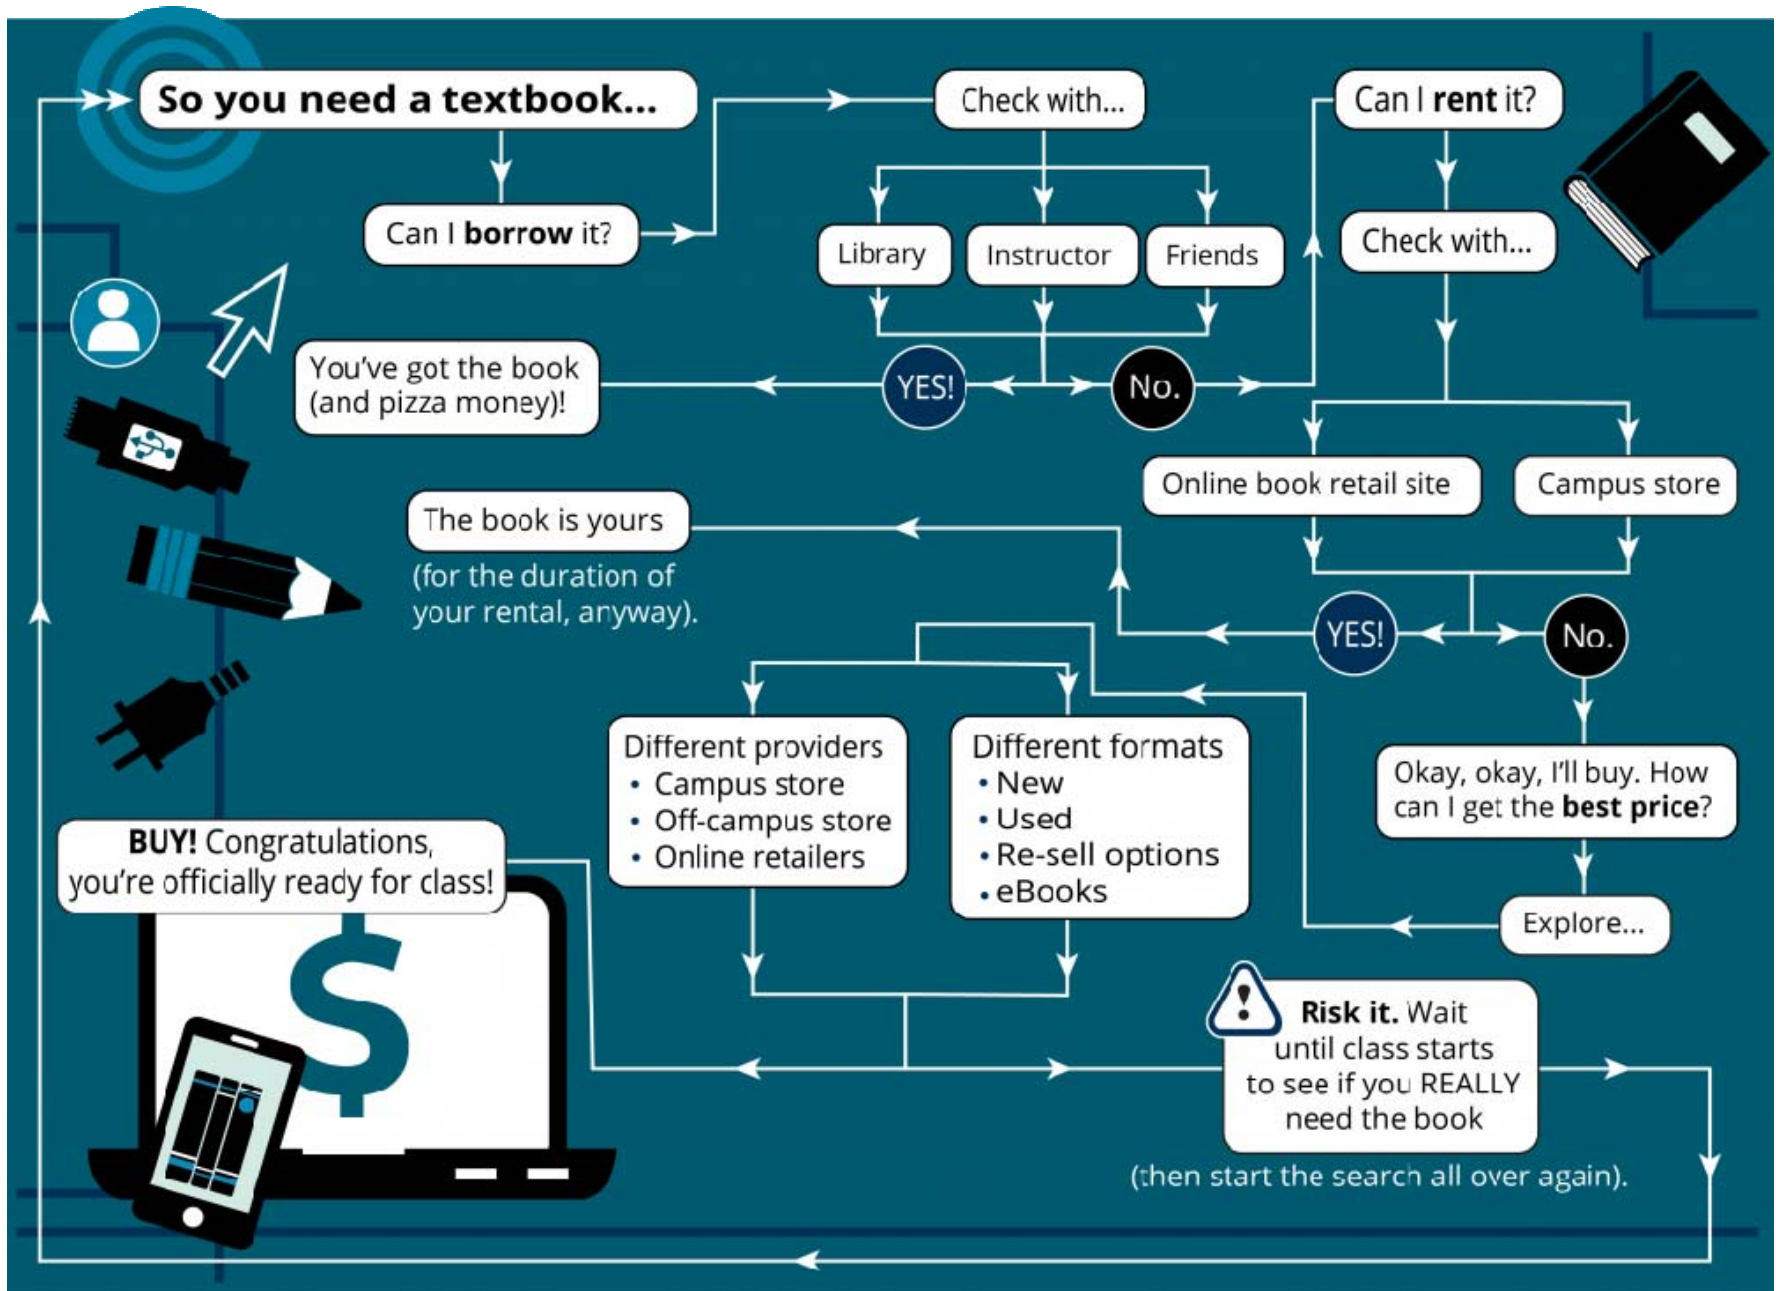 So you need a textbook...
Can I borrow it?
Check with...
Library
Instructor
Friends
YES!
No.
You've got the book
(and pizza money)!
Can I rent it?
Check with...
Online book retail site
Campus store
YES!
No.
The book is yours
(for the duration of
your rental, anyway).
Okay, okay, I'll buy. How
can I get the best price?
Explore...
Different providers
• Campus store
• Off-campus store
• Online retailers
Different formats
• New
• Used
• Re-sell options
• eBooks
BUY! Congratulations,
you're officially ready for class!
$
!
Risk it. Wait
until class starts
to see if you REALLY
need the book
(then start the search all over again).